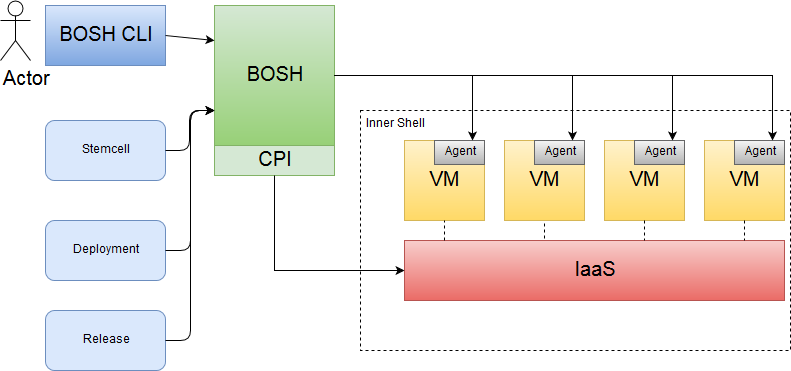 Actor
BOSH CLI
Stemcell
Deployment
Release
BOSH
CPI
Inner Shell
Agent
VM
Agent
VM
Agent
VM
Agent
VM
IaaS